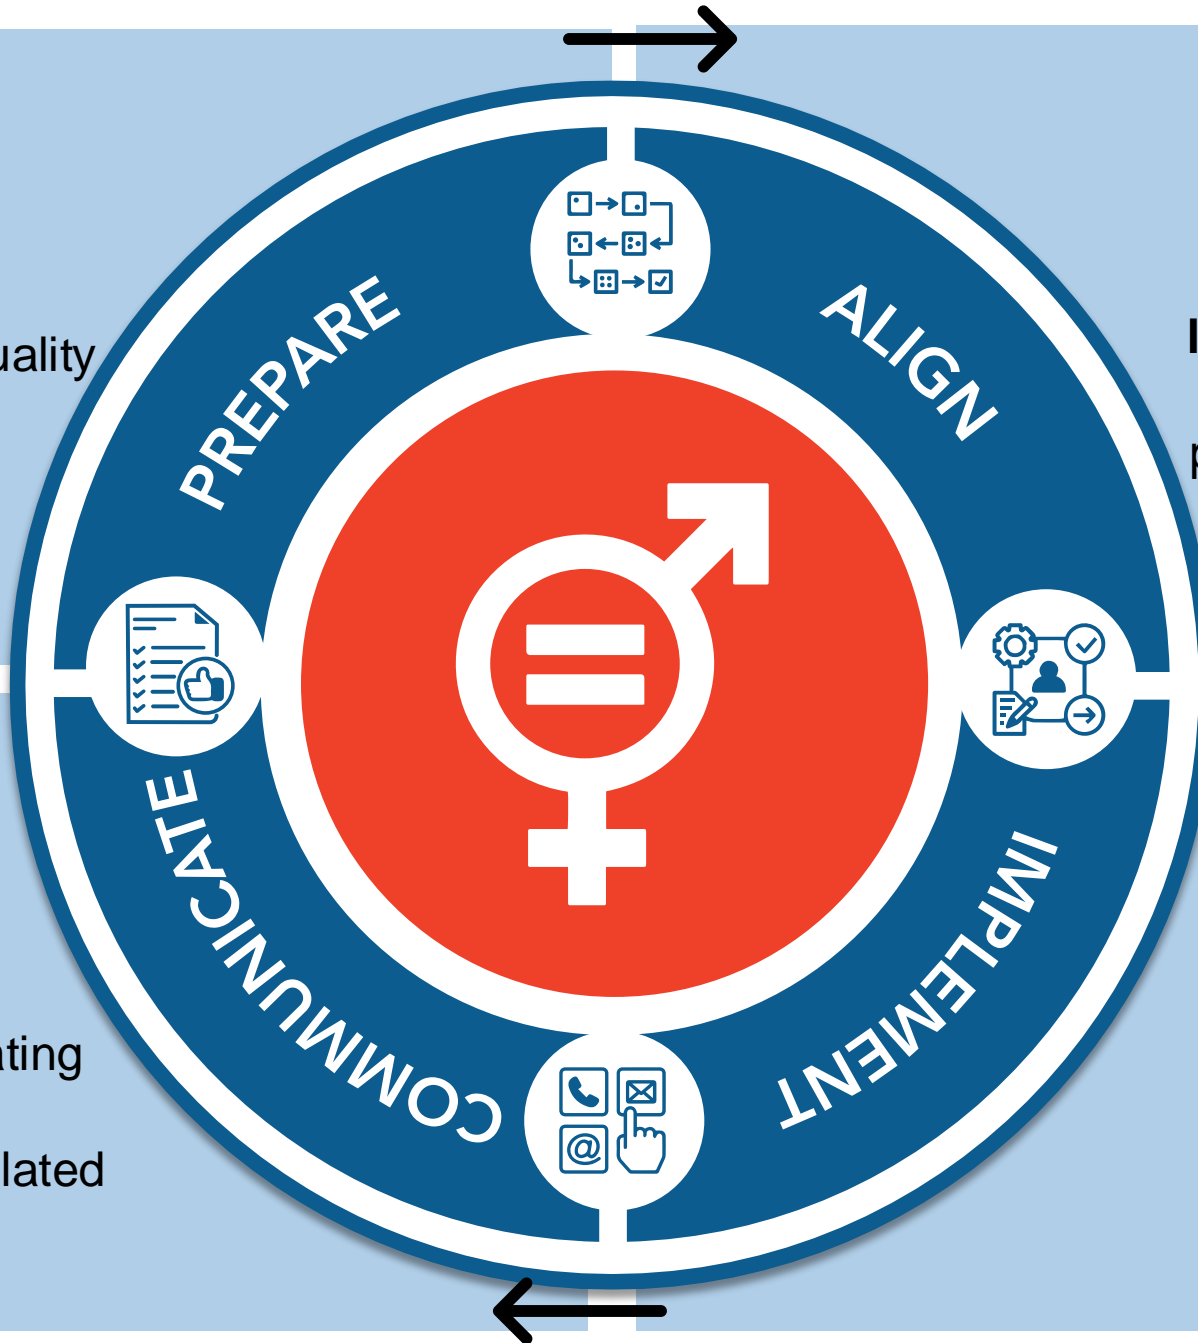 PREPARE
ALIGN
uality
I
p
COMMUNICATE
IMPLEMENT
ating
lated
@